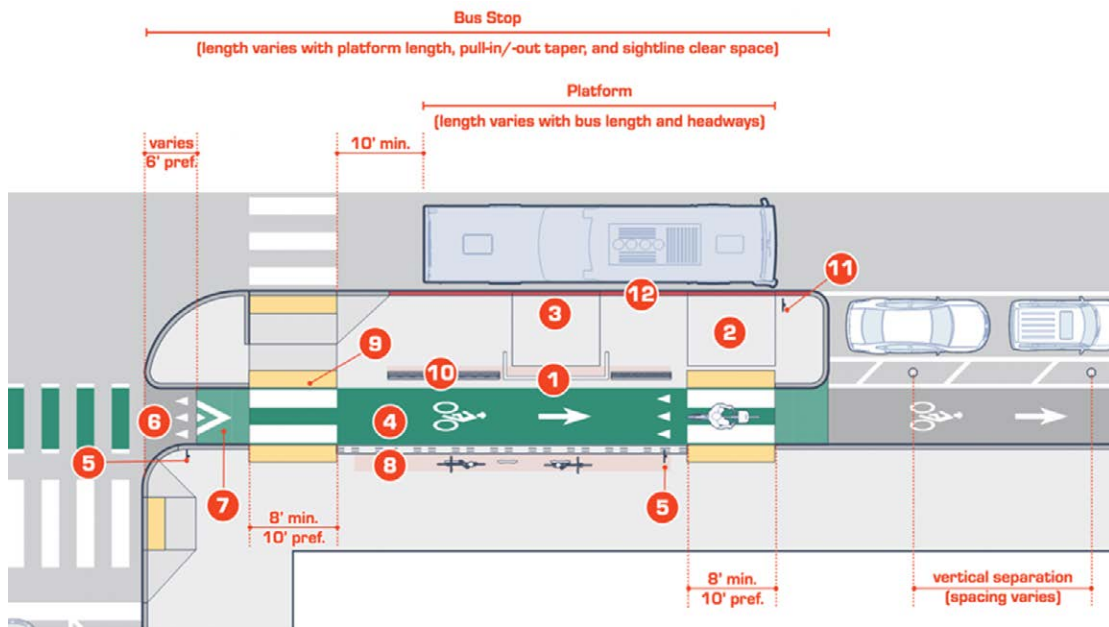 Bus Stop
(length varies with platform length, pull-in/-out taper, and sightline clear space)
Platform
(length varies with bus length and headways)
varies
6' pref.
10' min.
11
12
3
2
9
10
1
4
6
5
8
5
7
8' min.
10' pref.
8' min.
10' pref.
vertical separation
(spacing varies)